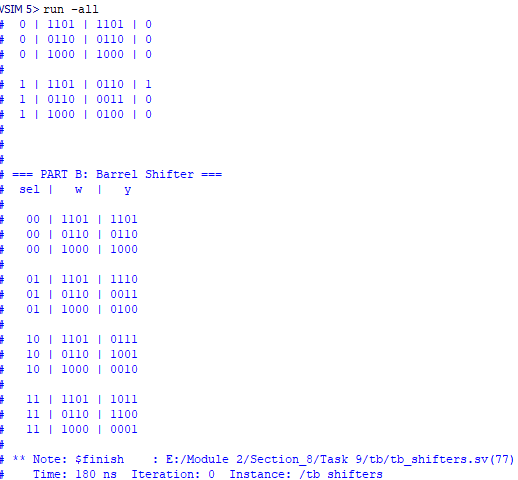 VSIM 5> run -all
#  0 | 1101 | 1101 | 0
#  0 | 0110 | 0110 | 0
#  0 | 1000 | 1000 | 0
#
#  1 | 1101 | 0110 | 1
#  1 | 0110 | 0011 | 0
#  1 | 1000 | 0100 | 0
#
#
#
# === PART B: Barrel Shifter ===
#  sel |   w  |   y
#
#   00 | 1101 | 1101
#   00 | 0110 | 0110
#   00 | 1000 | 1000
#
#   01 | 1101 | 1110
#   01 | 0110 | 0011
#   01 | 1000 | 0100
#
#   10 | 1101 | 0111
#   10 | 0110 | 1001
#   10 | 1000 | 0010
#
#   11 | 1101 | 1011
#   11 | 0110 | 1100
#   11 | 1000 | 0001
#
# ** Note: $finish    : E:/Module 2/Section_8/Task 9/tb/tb_shifters.sv(77)
#    Time: 180 ns  Iteration: 0  Instance: /tb_shifters